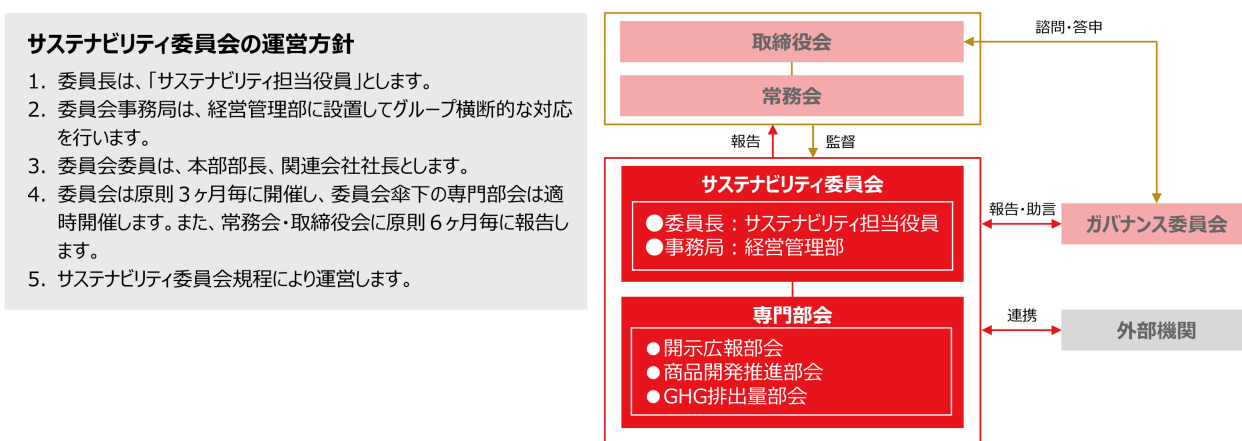 サステナビリティ委員会の運営方針
1. 委員長は、「サステナビリティ担当役員」とします。
2. 委員会事務局は、経営管理部に設置してグループ横断的な対応
を行います。
3. 委員会委員は、本部部長、関連会社社長とします。
4. 委員会は原則3ヶ月毎に開催し、委員会傘下の専門部会は適
時開催します。また、常務会・取締役会に原則6ヶ月毎に報告し
ます。
5. サステナビリティ委員会規程により運営します。
取締役会
諮問・答申
常務会
報告
監督
サステナビリティ委員会
●委員長：サステナビリティ担当役員
●事務局：経営管理部
報告・助言
ガバナンス委員会
専門部会
●開示広報部会
●商品開発推進部会
●GHG排出量部会
連携
外部機関